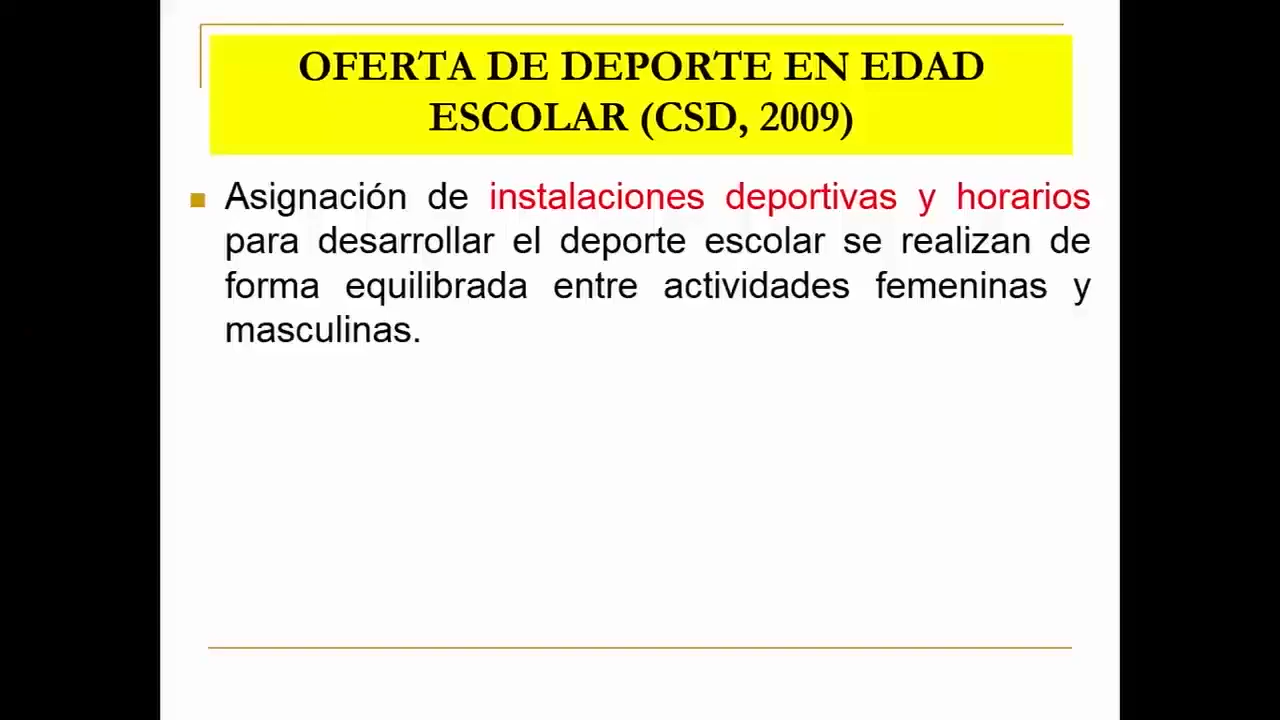 OFERTA DE DEPORTE EN EDAD
ESCOLAR (CSD, 2009)
Asignación de instalaciones deportivas y horarios
para desarrollar el deporte escolar se realizan de
forma equilibrada entre actividades femeninas y
masculinas.